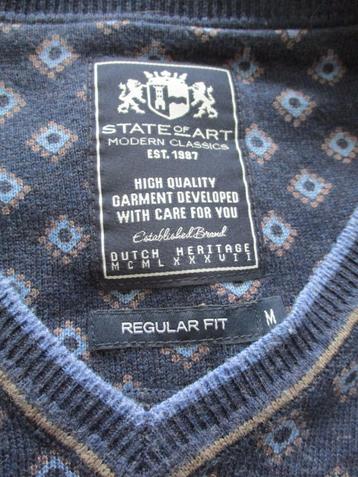 STATE OF ART
MODERN CLASSICS
EST. 1987
HIGH QUALITY
GARMENT DEVELOPED
WITH CARE FOR YOU
Established Brand
DUTCH HERITAGE
MCMLXXXVII
REGULAR FIT
M